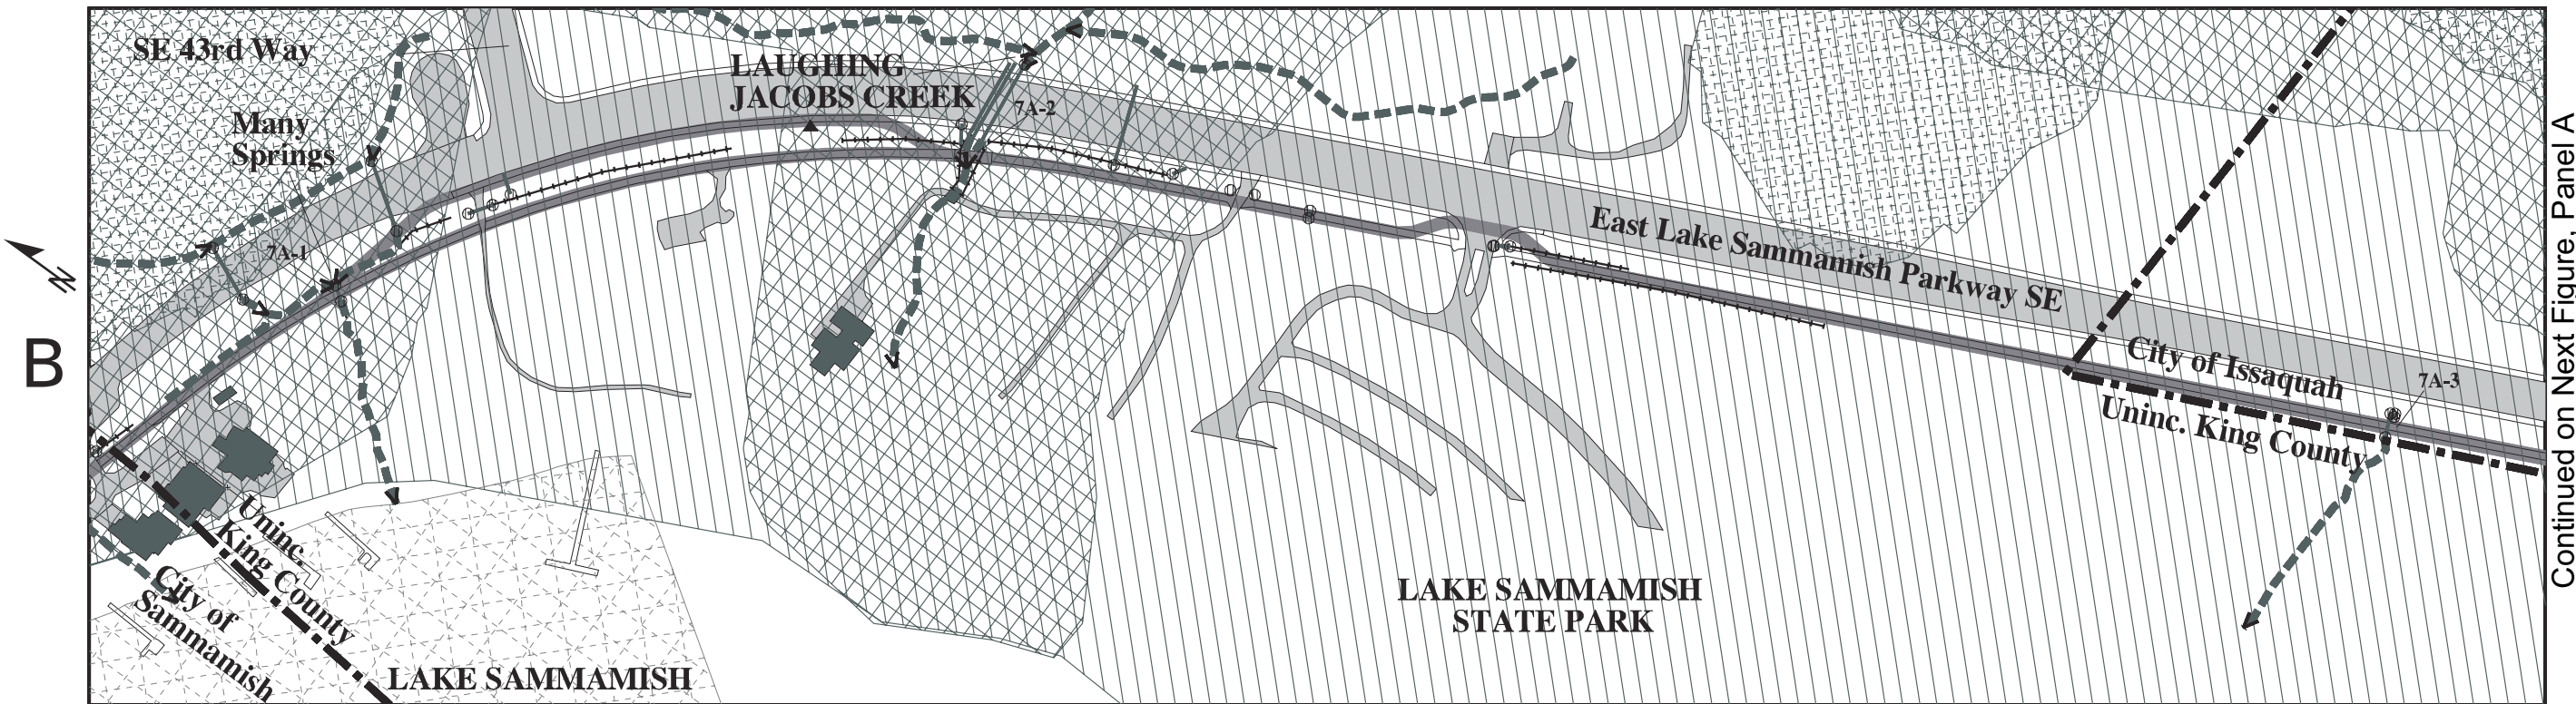 SE 43rd Way
Many
Springs
7A-1
LAUGHING
JACOBS CREEK
7A-2
East Lake Sammamish Parkway SE
City of Issaquah
Uninc. King County
7A-3
N
B
Uninc.
King County
City of
Sammamish
LAKE SAMMAMISH
LAKE SAMMAMISH
STATE PARK
Continued on Next Figure, Panel A